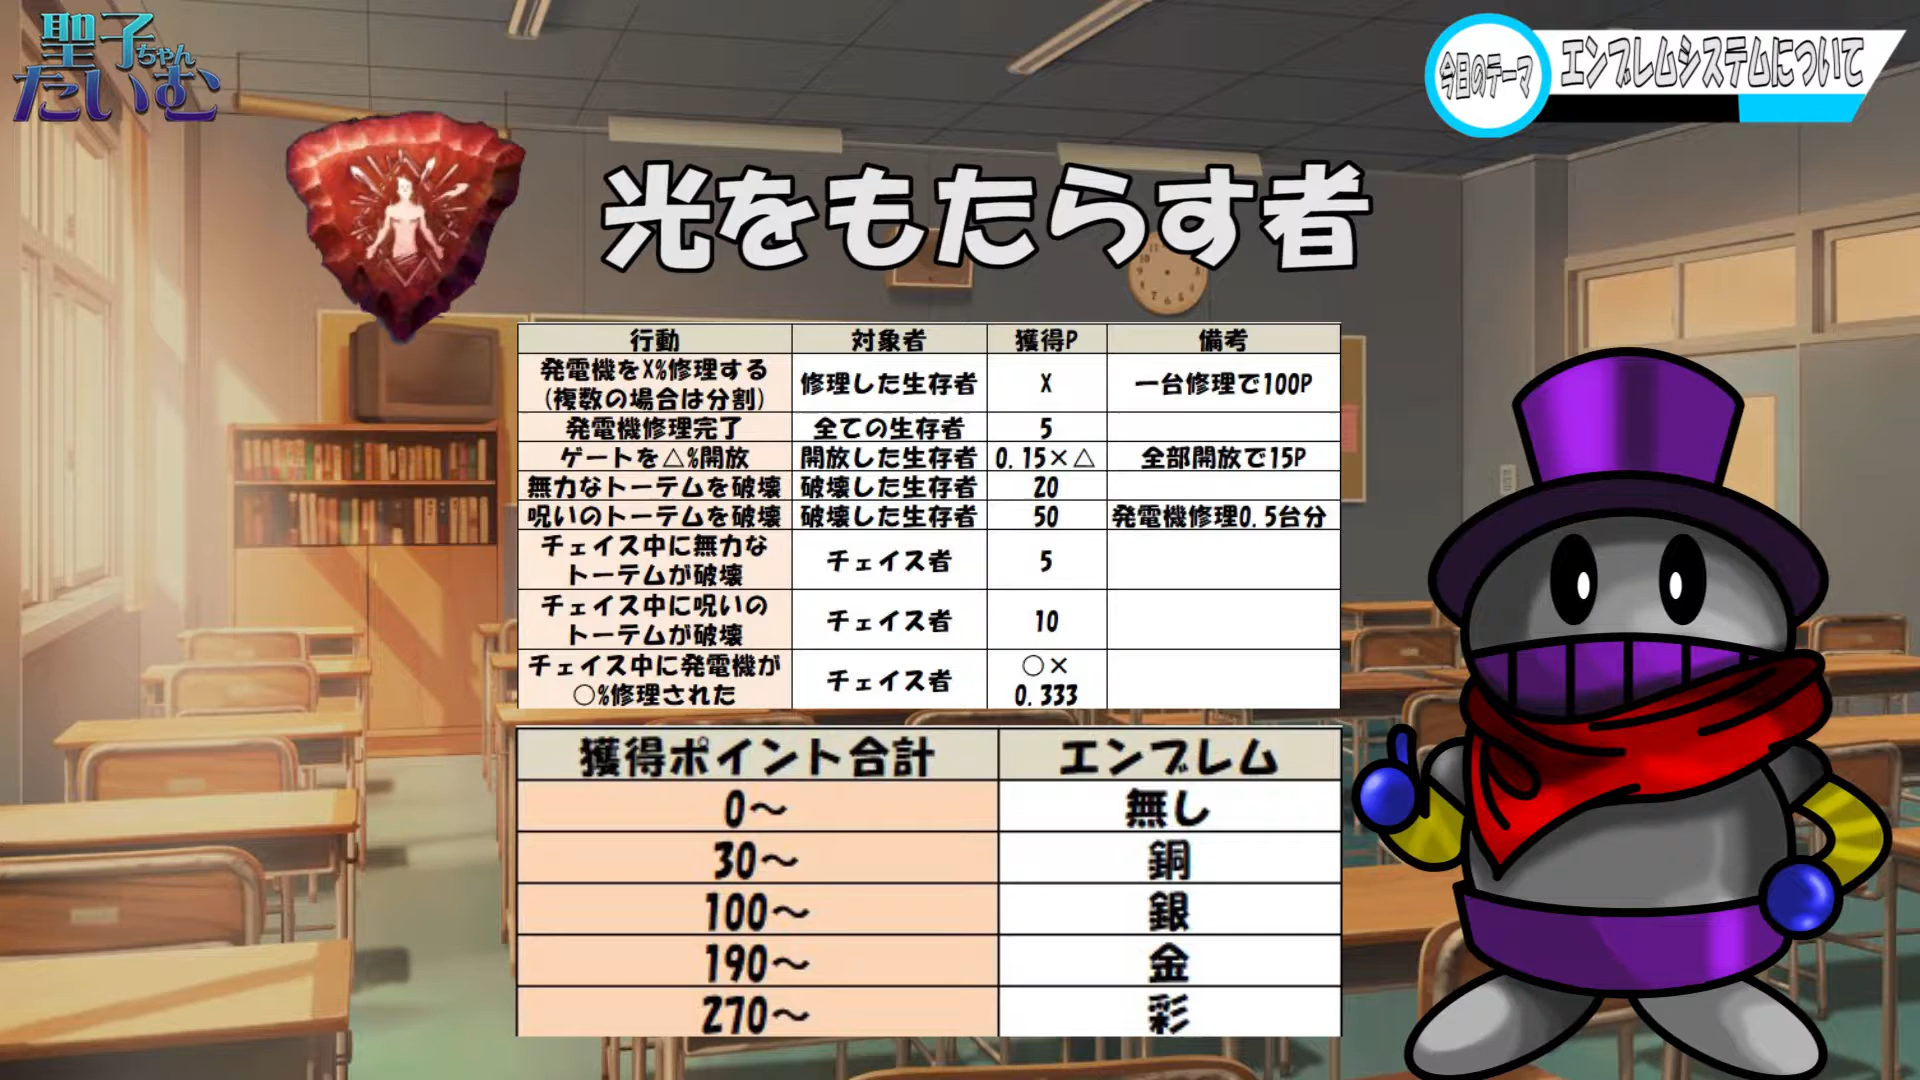 聖子ちゃん
たいむ
今日のテーマ
エンブレムシステムについて
光をもたらす者
行動 対象者 獲得P 備考
発電機をX%修理する
(複数の場合は分割) 修理した生存者 X 一台修理で100P
発電機修理完了 全ての生存者 5
ゲートを△%開放 開放した生存者 0.15×△ 全部開放で15P
無力なトーテムを破壊 破壊した生存者 20
呪いのトーテムを破壊 破壊した生存者 50 発電機修理0.5台分
チェイス中に無力な
トーテムが破壊 チェイス者 5
チェイス中に呪いの
トーテムが破壊 チェイス者 10
チェイス中に発電機が
○%修理された チェイス者 ○×
0.333
獲得ポイント合計 エンブレム
0～ 無し
30～ 銅
100～ 銀
190～ 金
270～ 彩